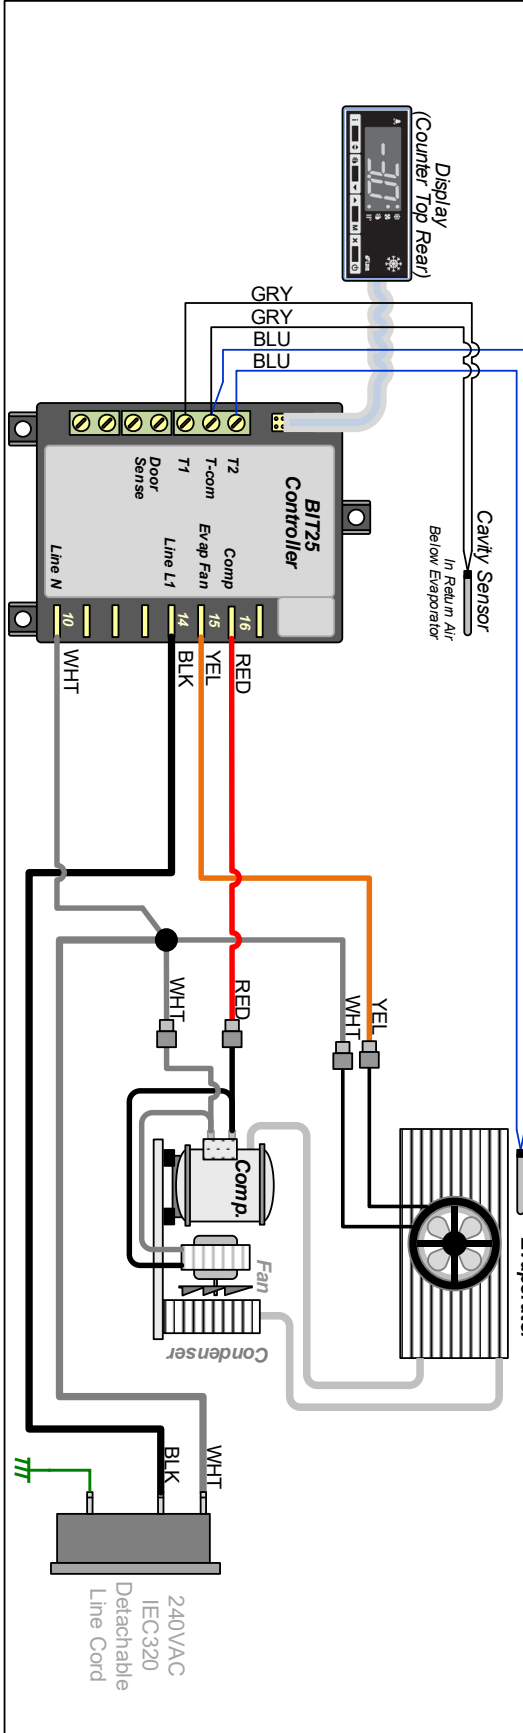 Display
(Counter Top Rear)
-30.
i
M
X
GRY
GRY
BLU
BLU
Cavity Sensor
In Return Air
Below Evaporator
BIT25
Controller
T2
T-com
T1
Door
Sense
Comp
Evap Fan
Line L1
Line N
16
15
14
10
RED
YEL
BLK
WHT
WHT
RED
WHT
YEL
Comp.
Fan
Condenser
WHT
BLK
240VAC
IEC320
Detachable
Line Cord